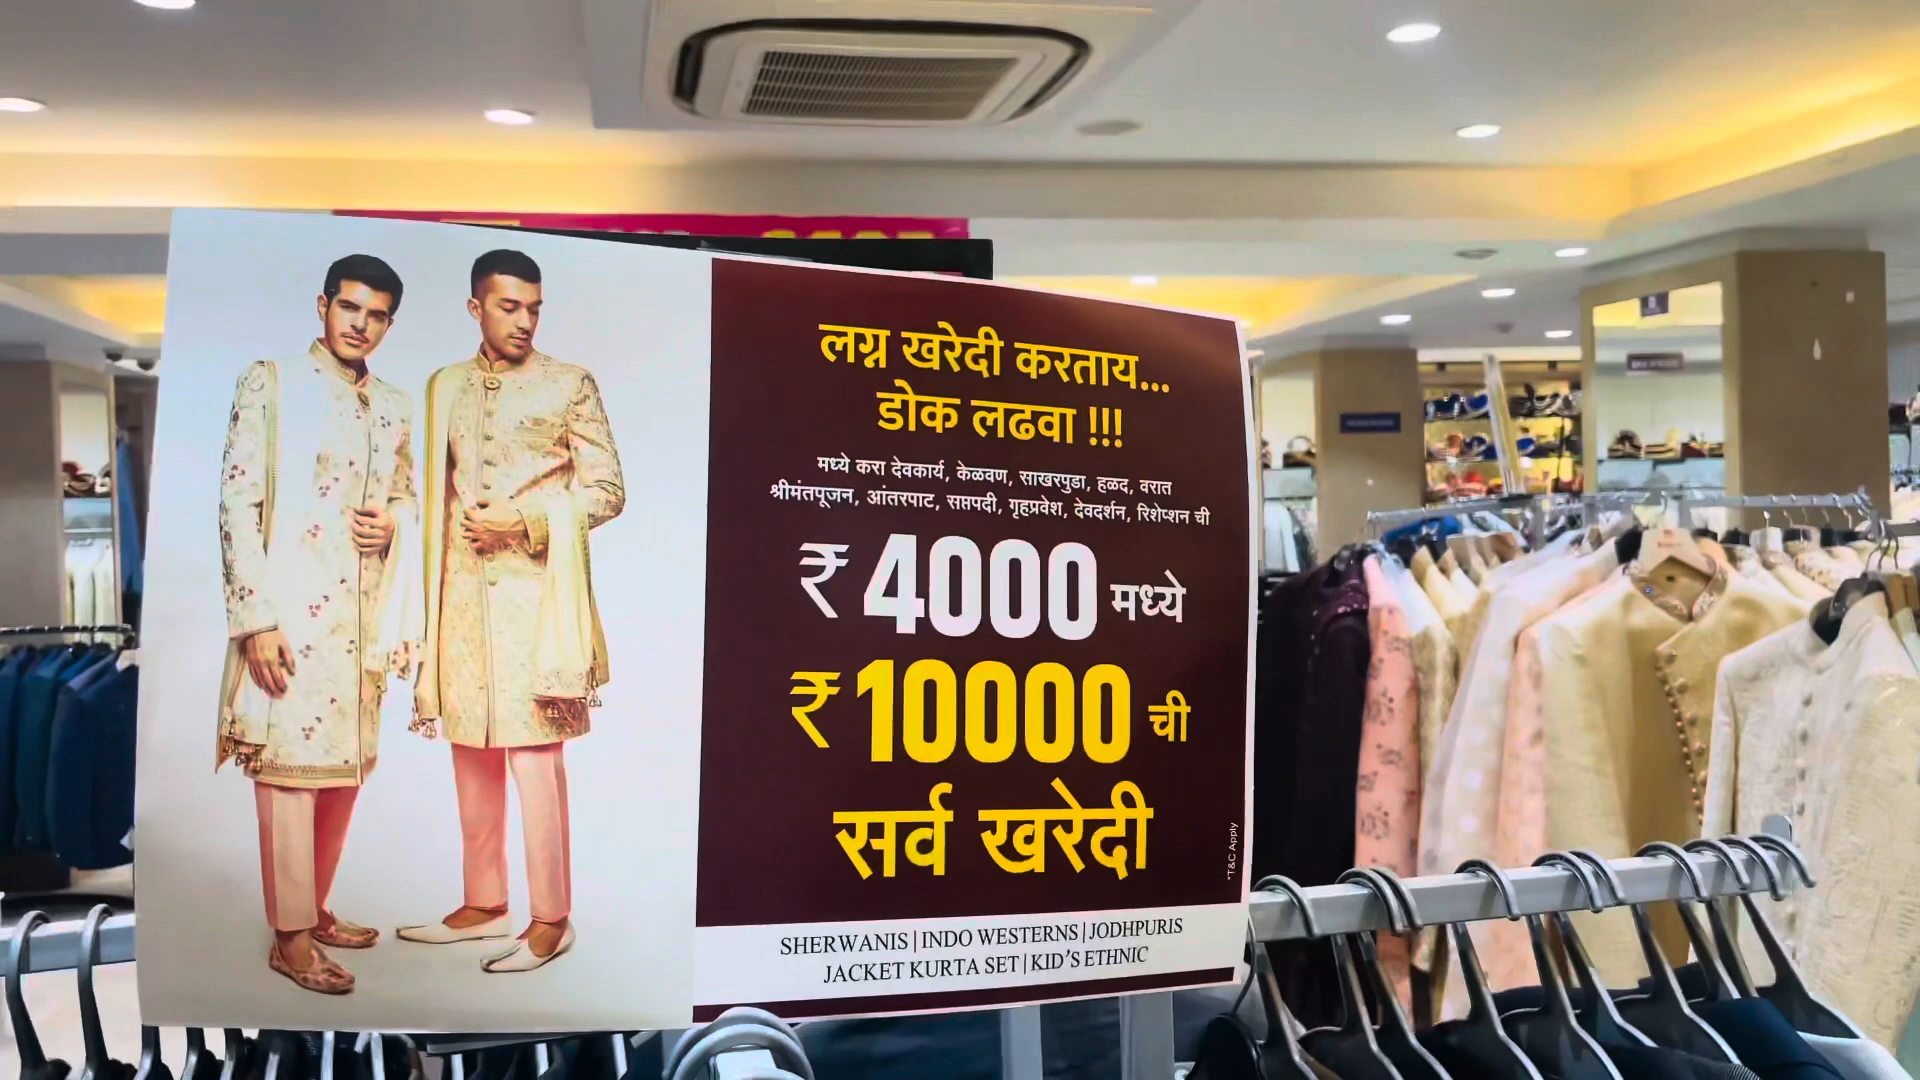 लग्न खरेदी करताय...
डोक लढवा !!!
मध्ये करा देवकार्य, केळवण, साखरपुडा, हळद, वरात
श्रीमंतपूजन, आंतरपाट, सप्तपदी, गृहप्रवेश, देवदर्शन, रिशेप्शन ची
₹ 4000 मध्ये
₹ 10000 ची
सर्व खरेदी
*T&C Apply
SHERWANIS | INDO WESTERNS | JODHPURIS
JACKET KURTA SET | KID'S ETHNIC